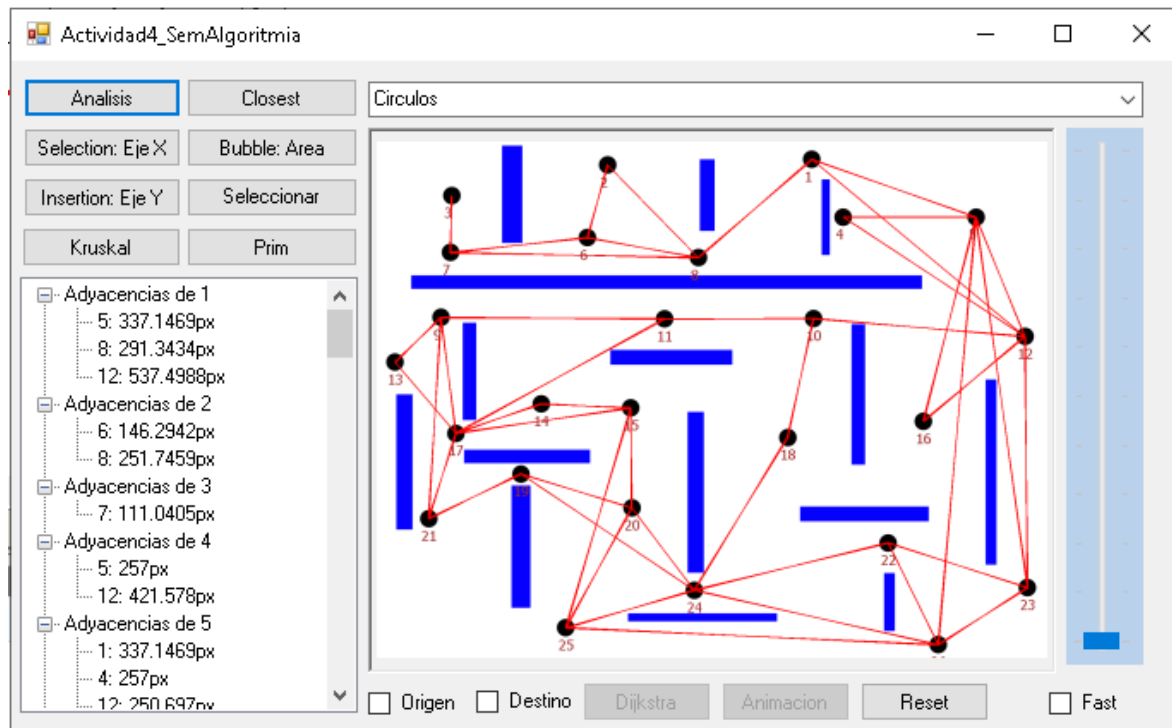 Actividad4_SemAlgoritmia
Analisis
Closest
Circulos
Selection: Eje X
Bubble: Area
Insertion: Eje Y
Seleccionar
Kruskal
Prim
Adyacencias de 1
5: 337.1469px
8: 291.3434px
12: 537.4988px
Adyacencias de 2
6: 146.2942px
8: 251.7459px
Adyacencias de 3
7: 111.0405px
Adyacencias de 4
5: 257px
12: 421.578px
Adyacencias de 5
1: 337.1469px
4: 257px
12: 250.697px
1
2
3
4
6
7
8
9
11
10
12
13
14
15
16
17
18
19
20
21
22
23
24
25
Origen
Destino
Dijkstra
Animacion
Reset
Fast